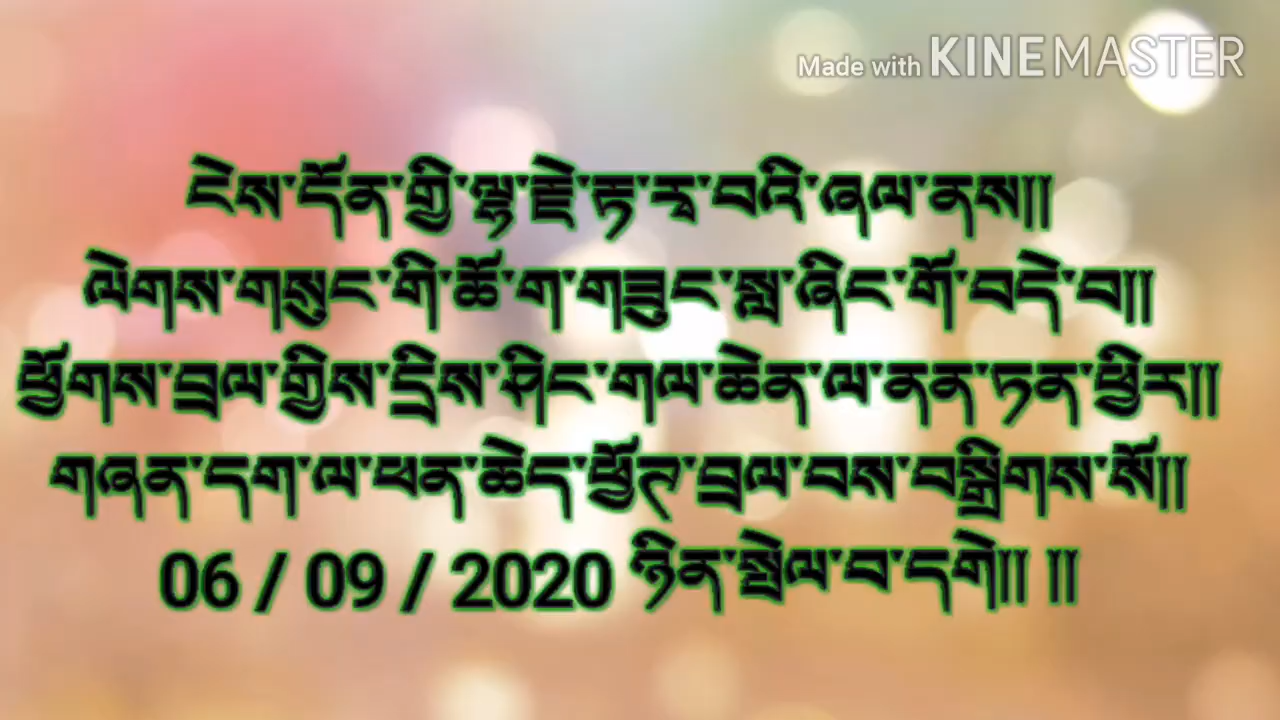 Made with KINEMASTER
ངེས་དོན་གྱི་ལྷ་རྗེ་རྟ་རྭ་བའི་ཞལ་ནས།།
ལེགས་གསུང་གི་ཚོ་ག་གཟུང་སླ་ཞིང་གོ་བདེ་བ།།
ཕྱོགས་བྲལ་གྱིས་དྲིས་ཤིང་གལ་ཆེན་ལ་ནན་ཏན་ཕྱིར།།
གཞན་དག་ལ་ཕན་ཆེད་ཕྱོཊ་བྲལ་བས་བསྒྲིགས་སོ།།
06 / 09 / 2020 ཉིན་སྤེལ་བ་དགེ།། །།